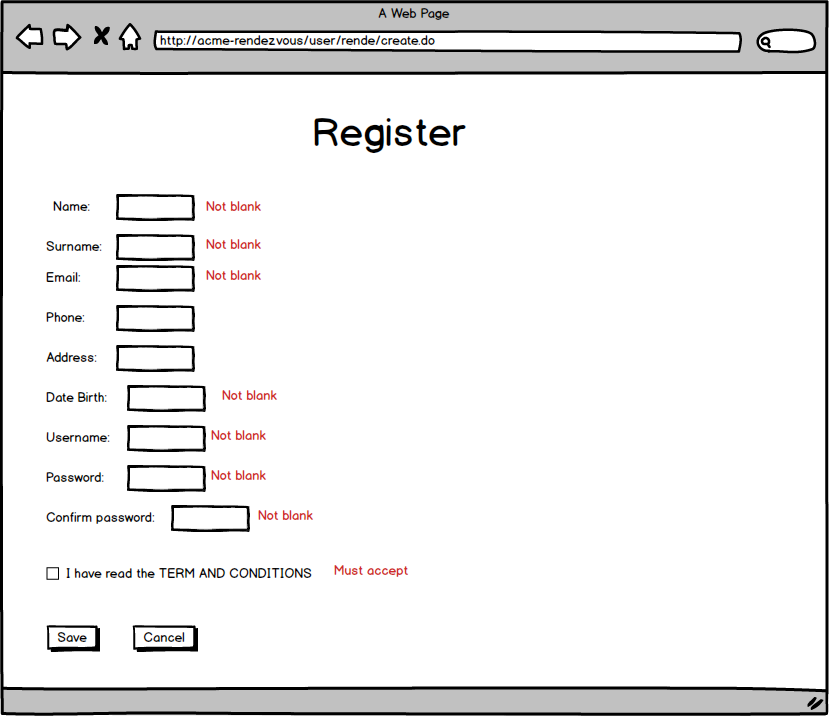 A Web Page
http://acme-rendezvous/user/rende/create.do
Register
Name: Not blank
Surname: Not blank
Email: Not blank
Phone:
Address:
Date Birth: Not blank
Username: Not blank
Password: Not blank
Confirm password: Not blank
I have read the TERM AND CONDITIONS Must accept
Save Cancel